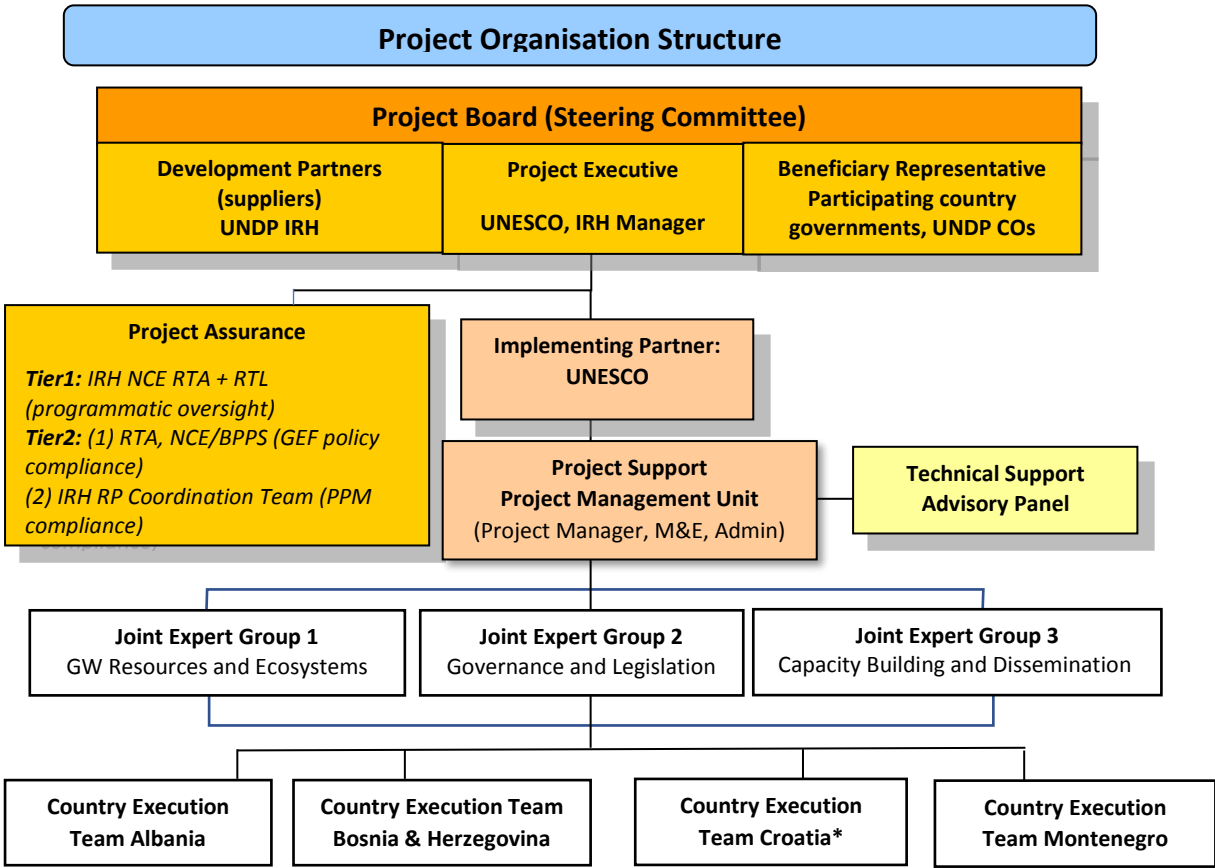 Project Organisation Structure
Project Board (Steering Committee)
Development Partners
(suppliers)
UNDP IRH
Project Executive
UNESCO, IRH Manager
Beneficiary Representative
Participating country
governments, UNDP COs
Project Assurance
Tier1: IRH NCE RTA + RTL
(programmatic oversight)
Tier2: (1) RTA, NCE/BPPS (GEF policy
compliance)
(2) IRH RP Coordination Team (PPM
compliance)
Implementing Partner:
UNESCO
Project Support
Project Management Unit
(Project Manager, M&E, Admin)
Technical Support
Advisory Panel
Joint Expert Group 1
GW Resources and Ecosystems
Joint Expert Group 2
Governance and Legislation
Joint Expert Group 3
Capacity Building and Dissemination
Country Execution
Team Albania
Country Execution Team
Bosnia & Herzegovina
Country Execution
Team Croatia*
Country Execution
Team Montenegro